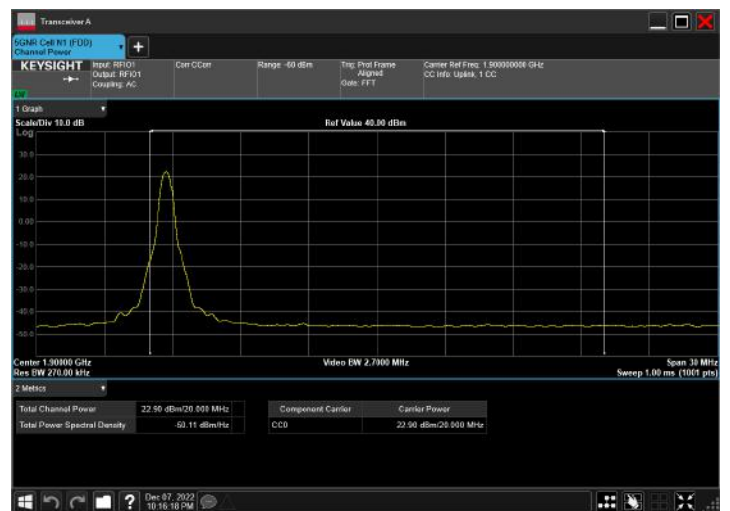 Transceiver A
5GNR Cell N1 (FDD)
Channel Power
KEYSIGHT
Input: RFIO1
Output: RFIO1
Coupling: AC
Corr CCorr
Range -60 dBm
Trig: Prot Frame
Aligned
Gate: FFT
Carrier Ref Freq: 1.900000000 GHz
CC Info: Uplink, 1 CC
1 Graph
Scale/Div 10.0 dB
Ref Value 40.00 dBm
Log
30.0
20.0
10.0
0.00
-10.0
-20.0
-30.0
-40.0
-50.0
Center 1.90000 GHz
Video BW 2.7000 MHz
Span 30 MHz
Res BW 270.00 kHz
Sweep 1.00 ms (1001 pts)
2 Metrics
Total Channel Power 22.90 dBm/20.000 MHz
Total Power Spectral Density -50.11 dBm/Hz
Component Carrier Carrier Power
CC0 22.90 dBm/20.000 MHz
Dec 07, 2022
10:16:18 PM